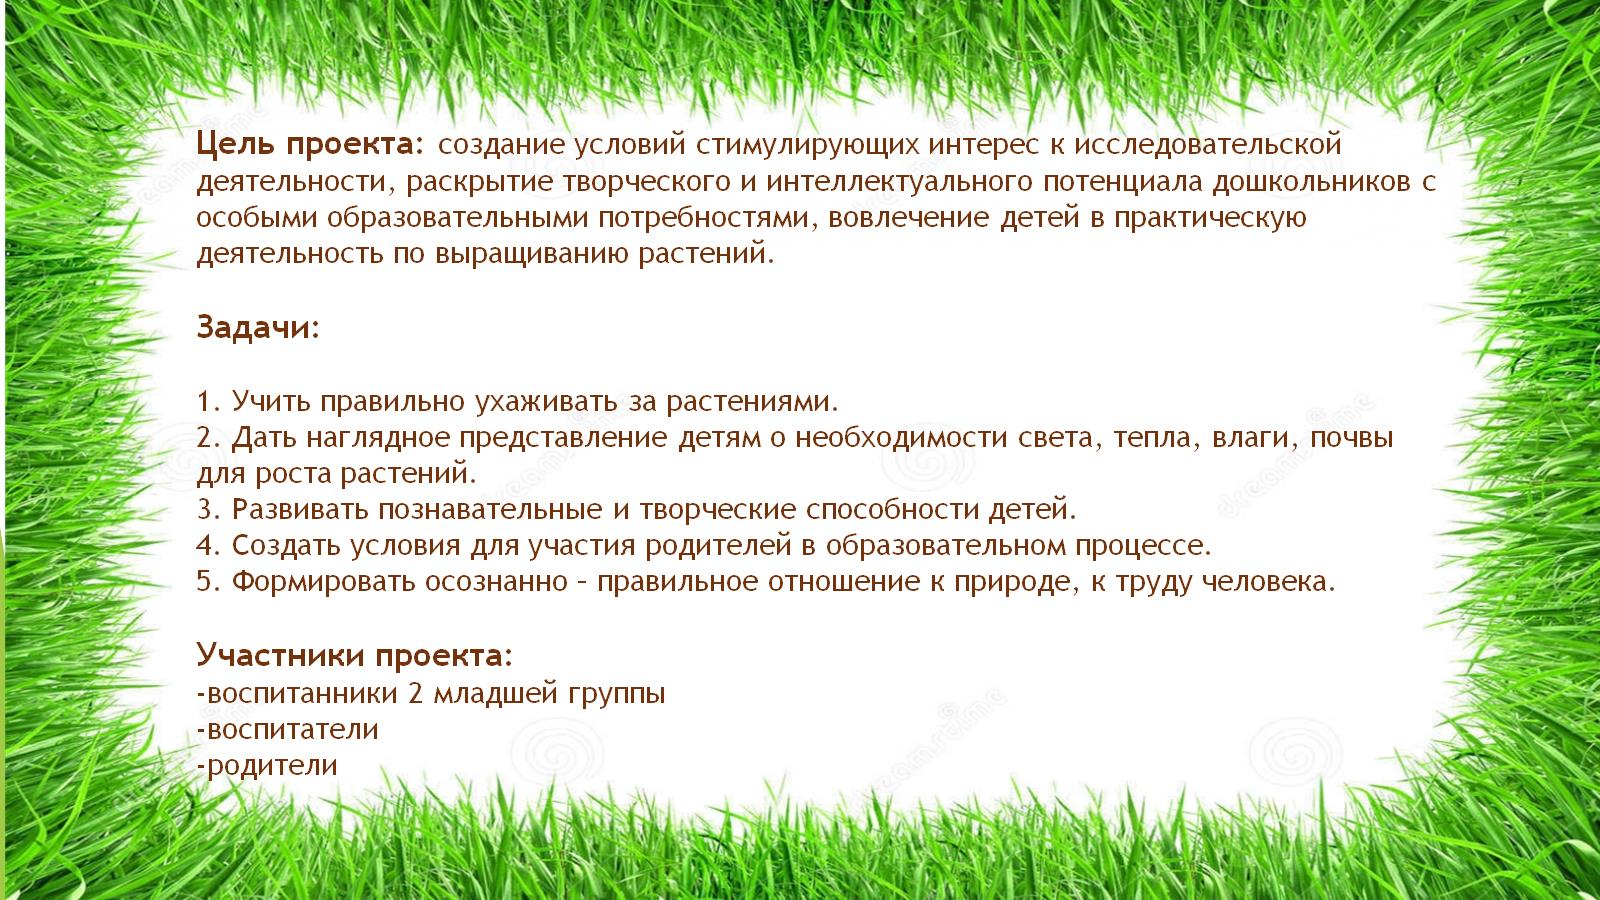 Цель проекта: создание условий стимулирующих интерес к исследовательской
деятельности, раскрытие творческого и интеллектуального потенциала дошкольников с
особыми образовательными потребностями, вовлечение детей в практическую
деятельность по выращиванию растений.
Задачи:
1. Учить правильно ухаживать за растениями.
2. Дать наглядное представление детям о необходимости света, тепла, влаги, почвы
для роста растений.
3. Развивать познавательные и творческие способности детей.
4. Создать условия для участия родителей в образовательном процессе.
5. Формировать осознанно – правильное отношение к природе, к труду человека.
Участники проекта:
-воспитанники 2 младшей группы
-воспитатели
-родители
dreamstime
dreamstime
dreamstime